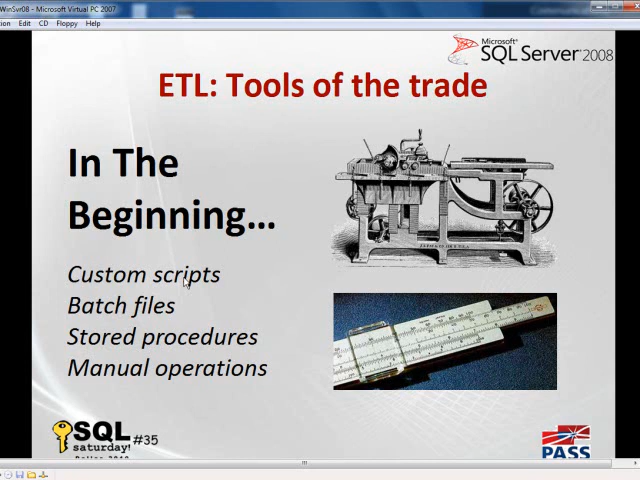 WinSvr08 - Microsoft Virtual PC 2007
tion Edit CD Floppy Help
Microsoft
SQL Server 2008
ETL: Tools of the trade
In The
Beginning...
Custom scripts
Batch files
Stored procedures
Manual operations
SQL
saturday!
#35
PASS